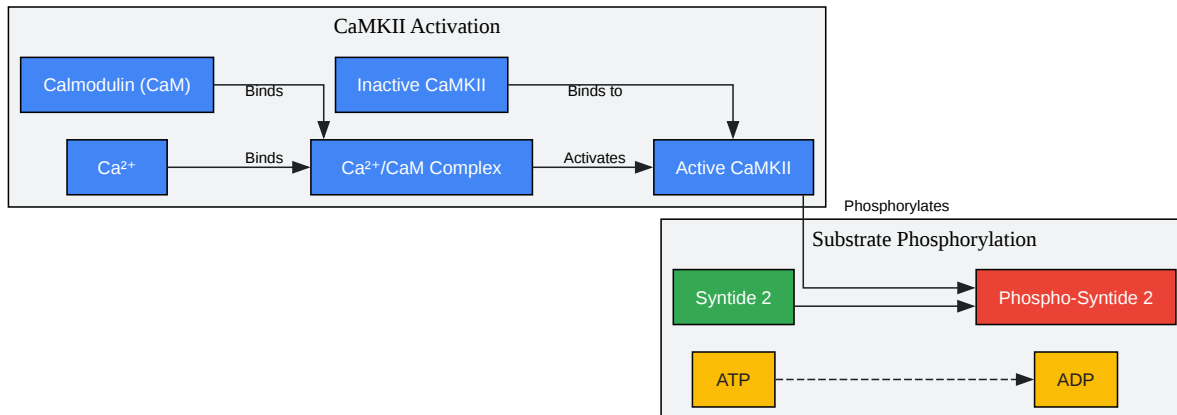 CaMKII Activation
Calmodulin (CaM)
Binds
Inactive CaMKII
Binds to
Ca²⁺
Binds
Ca²⁺/CaM Complex
Activates
Active CaMKII
Phosphorylates
Substrate Phosphorylation
Syntide 2
Phospho-Syntide 2
ATP
ADP